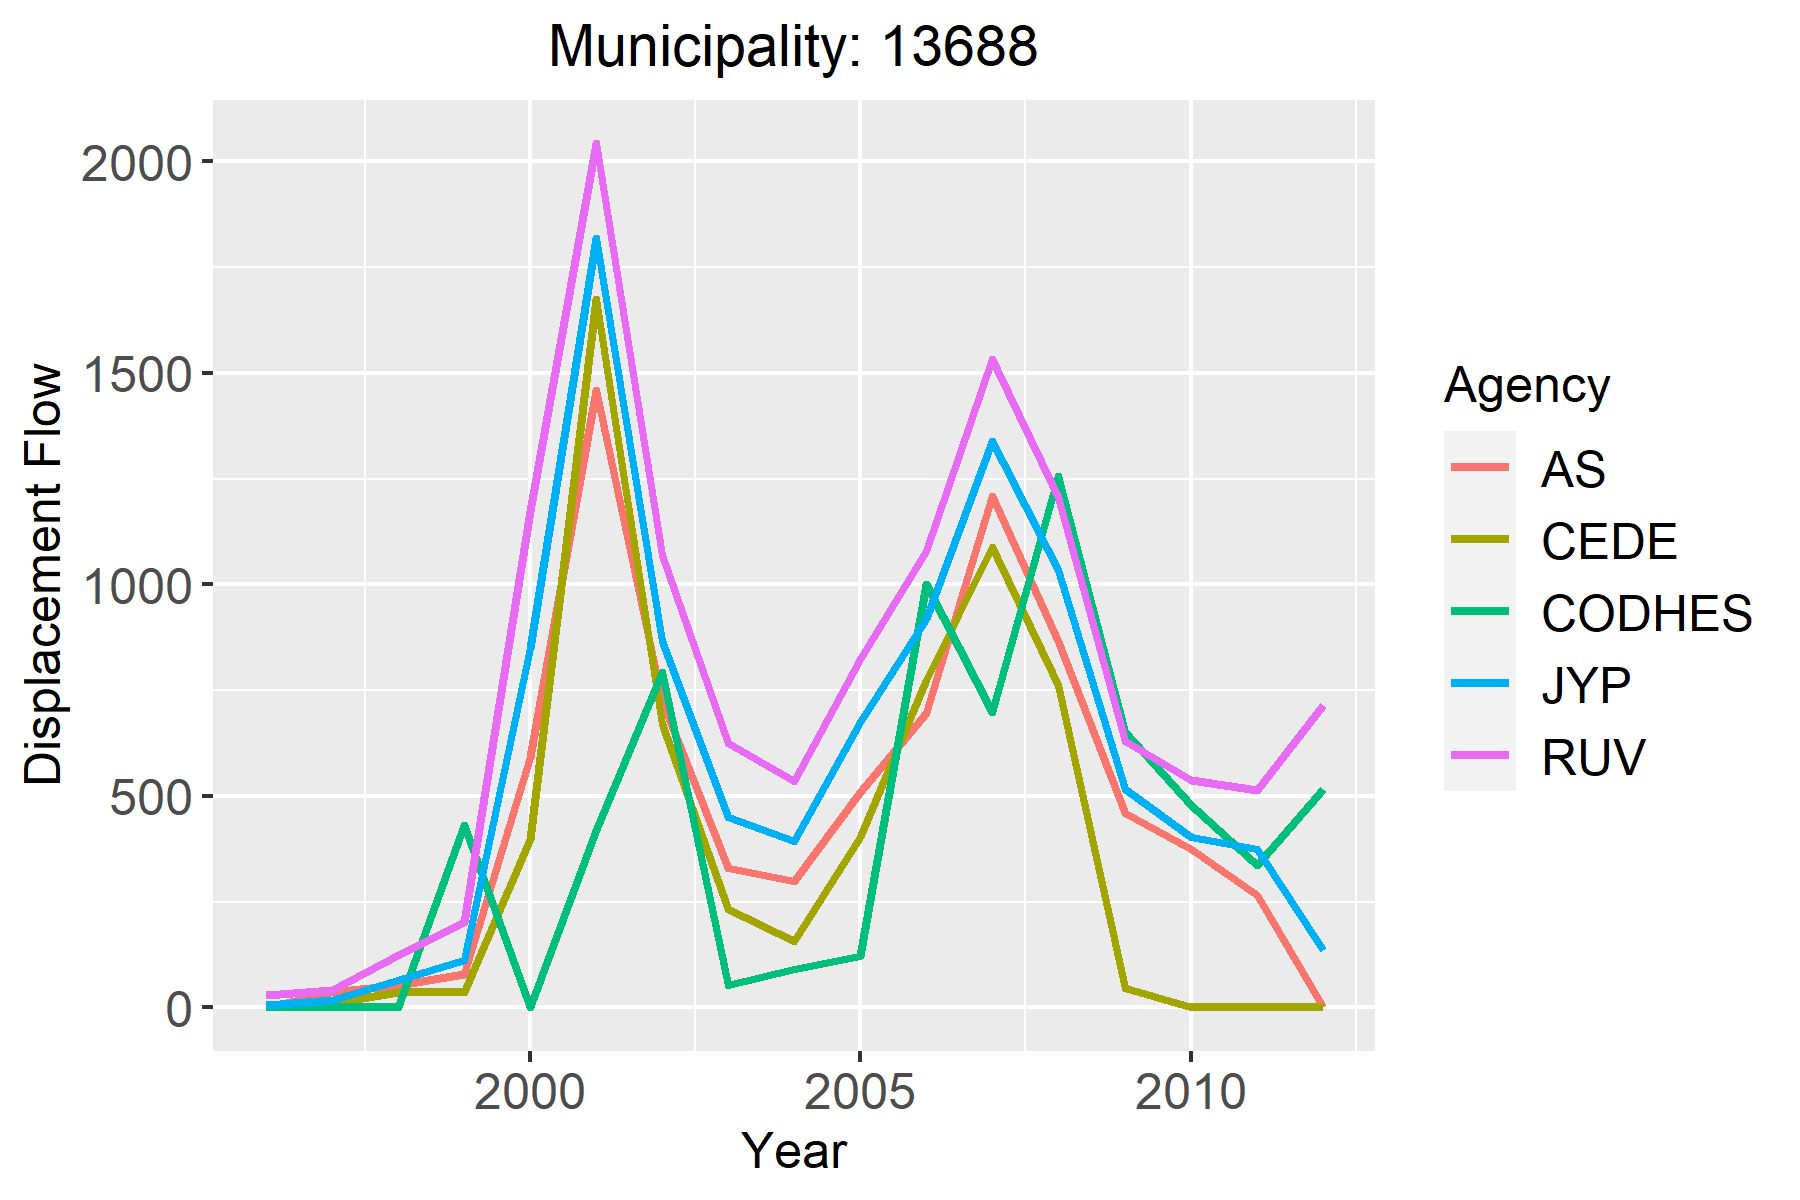 Municipality: 13688
Displacement Flow
2000
1500
1000
500
0
2000
2005
2010
Year
Agency
AS
CEDE
CODHES
JYP
RUV